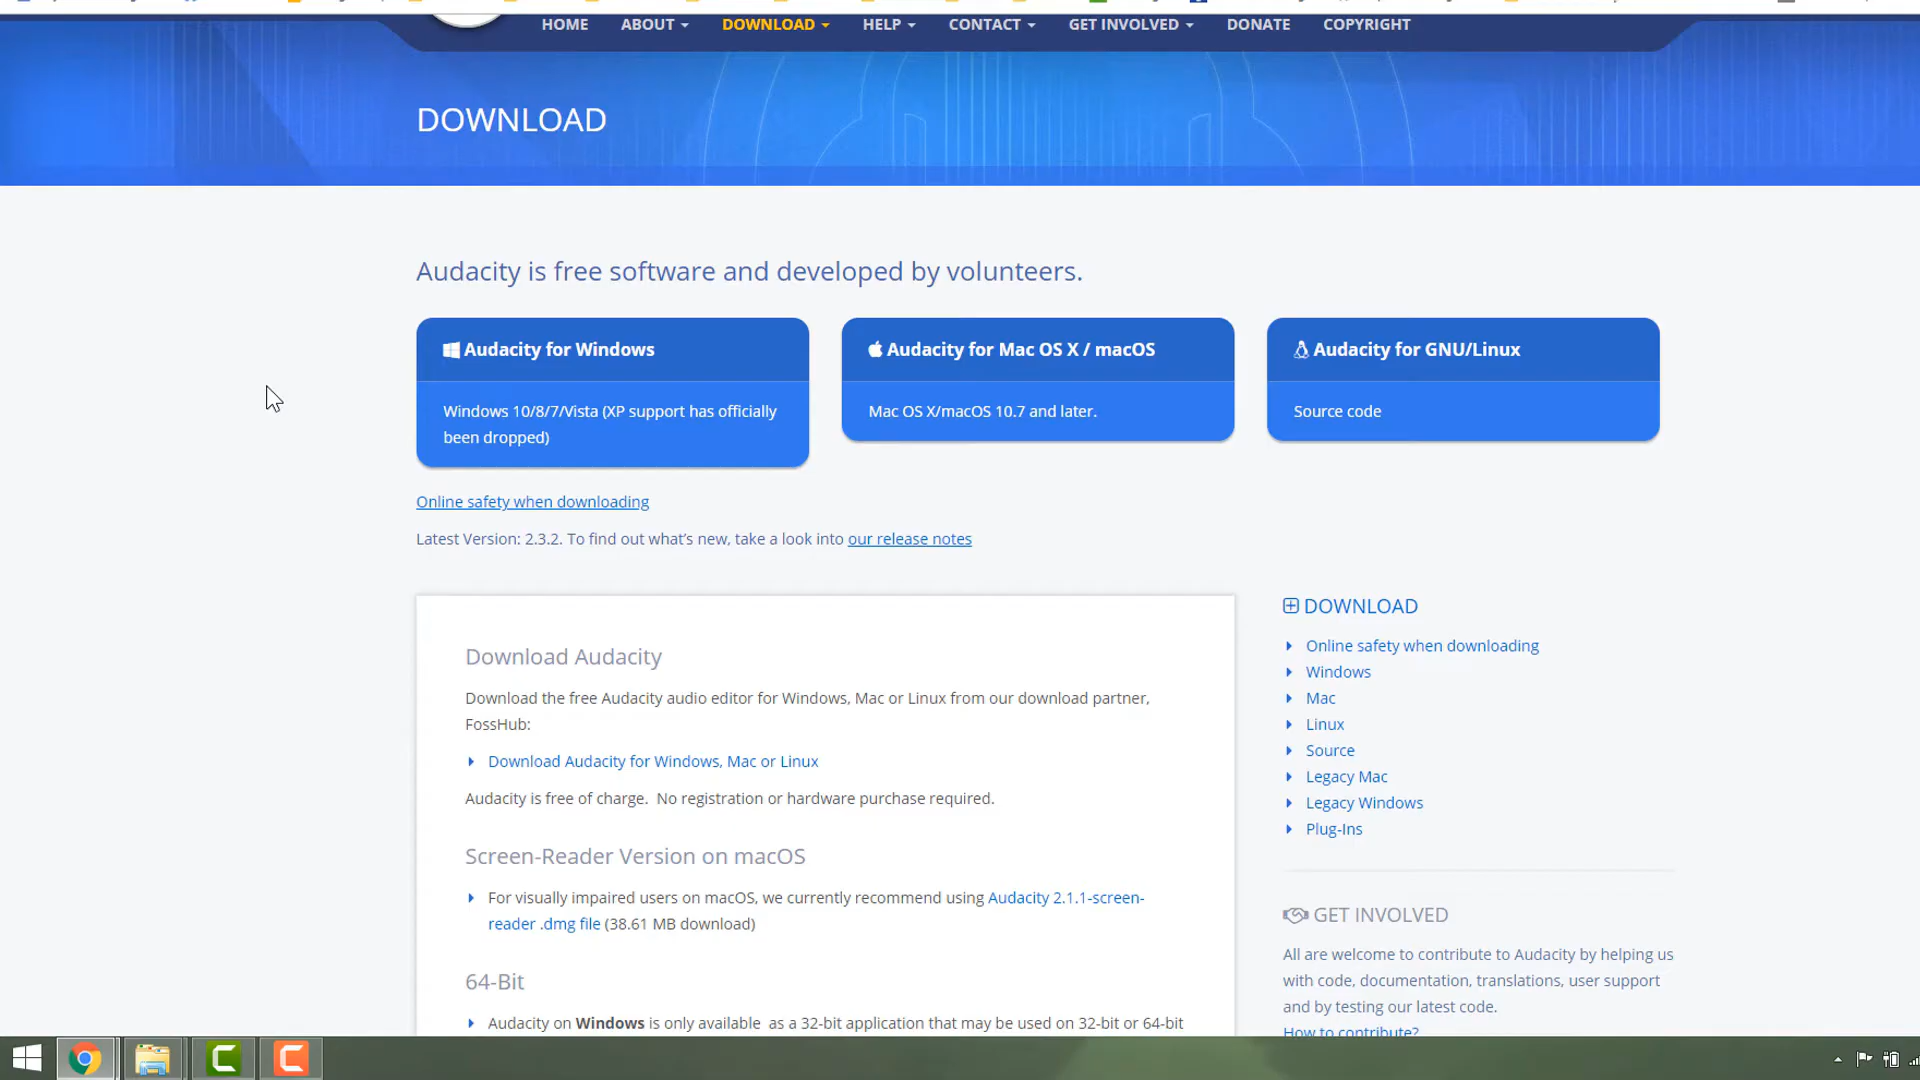 HOME ABOUT DOWNLOAD HELP CONTACT GET INVOLVED DONATE COPYRIGHT
DOWNLOAD
Audacity is free software and developed by volunteers.
Audacity for Windows
Windows 10/8/7/Vista (XP support has officially
been dropped)
Audacity for Mac OS X / macOS
Mac OS X/macOS 10.7 and later.
Audacity for GNU/Linux
Source code
Online safety when downloading
Latest Version: 2.3.2. To find out what's new, take a look into our release notes
Download Audacity
Download the free Audacity audio editor for Windows, Mac or Linux from our download partner,
FossHub:
Download Audacity for Windows, Mac or Linux
Audacity is free of charge. No registration or hardware purchase required.
Screen-Reader Version on macOS
For visually impaired users on macOS, we currently recommend using Audacity 2.1.1-screen-
reader .dmg file (38.61 MB download)
64-Bit
Audacity on Windows is only available as a 32-bit application that may be used on 32-bit or 64-bit
DOWNLOAD
Online safety when downloading
Windows
Mac
Linux
Source
Legacy Mac
Legacy Windows
Plug-Ins
GET INVOLVED
All are welcome to contribute to Audacity by helping us
with code, documentation, translations, user support
and by testing our latest code.
How to contribute?